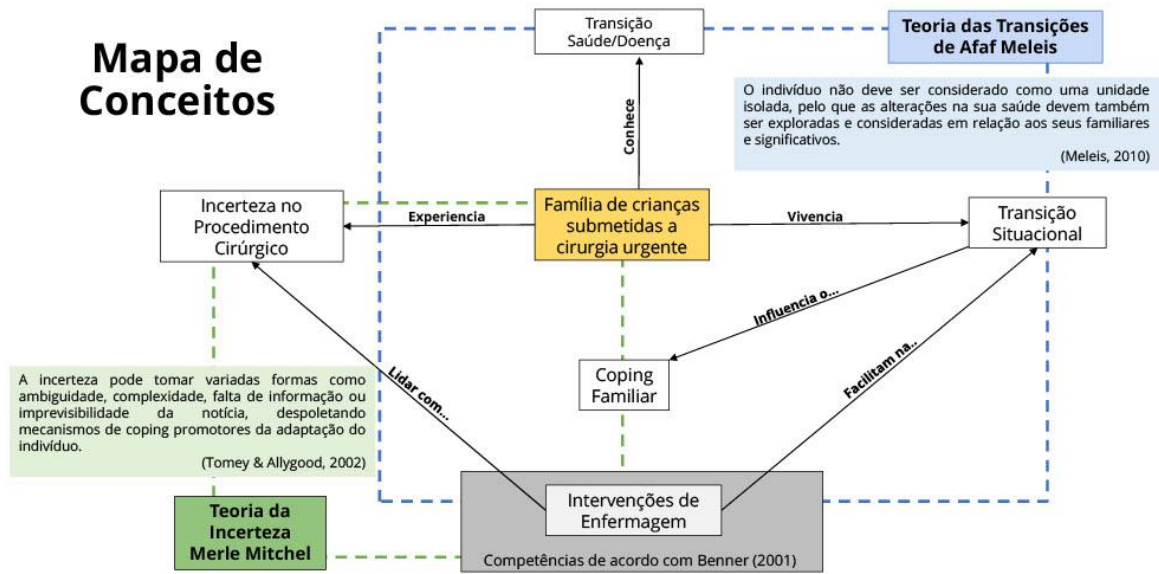 Mapa de
Conceitos
Transição
Saúde/Doença
Teoria das Transições
de Afaf Meleis
O indivíduo não deve ser considerado como uma unidade
isolada, pelo que as alterações na sua saúde devem também
ser exploradas e consideradas em relação aos seus familiares
e significativos.
(Meleis, 2010)
Conhece
Incerteza no
Procedimento
Cirúrgico
Experiencia
Família de crianças
submetidas a
cirurgia urgente
Vivencia
Transição
Situacional
Influencia o...
Coping
Familiar
Facilitam na..
Lidar com...
A incerteza pode tomar variadas formas como
ambiguidade, complexidade, falta de informação ou
imprevisibilidade da notícia, despoletando
mecanismos de coping promotores da adaptação do
indivíduo.
(Tomey & Allygood, 2002)
Teoria da
Incerteza
Merle Mitchel
Intervenções de
Enfermagem
Competências de acordo com Benner (2001)